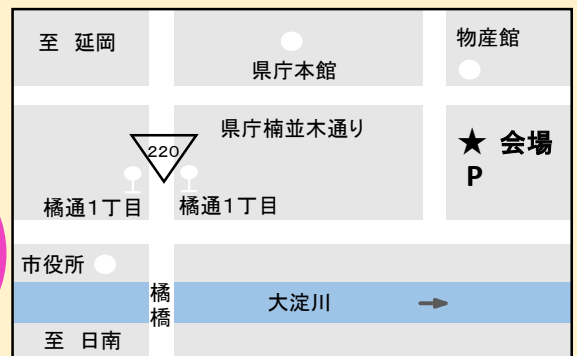 至 延岡
物産館
県庁本館
県庁楠並木通り
★ 会場
P
220
橘通1丁目
橘通1丁目
市役所
橘橋
大淀川
至 日南